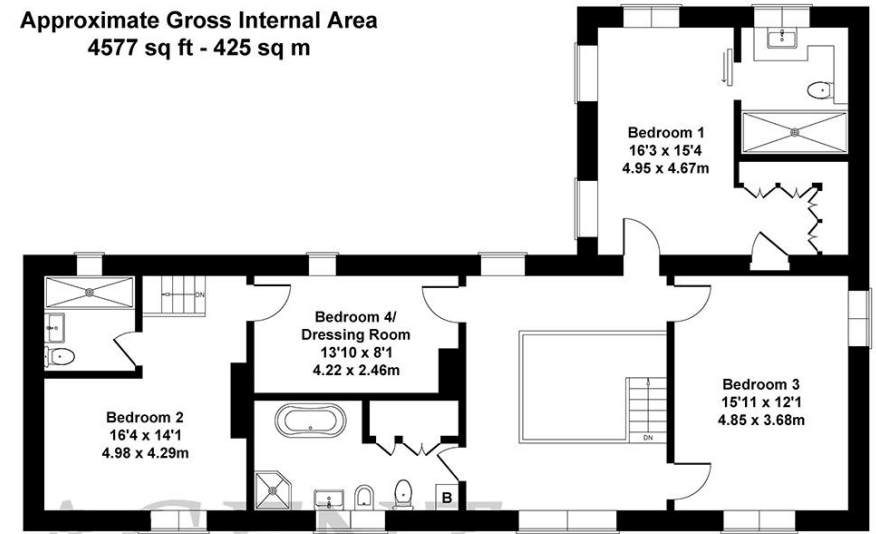 Approximate Gross Internal Area
4577 sq ft - 425 sq m
Bedroom 1
16'3 x 15'4
4.95 x 4.67m
DN
Bedroom 4/
Dressing Room
13'10 x 8'1
4.22 x 2.46m
Bedroom 3
15'11 x 12'1
4.85 x 3.68m
Bedroom 2
16'4 x 14'1
4.98 x 4.29m
DN
B